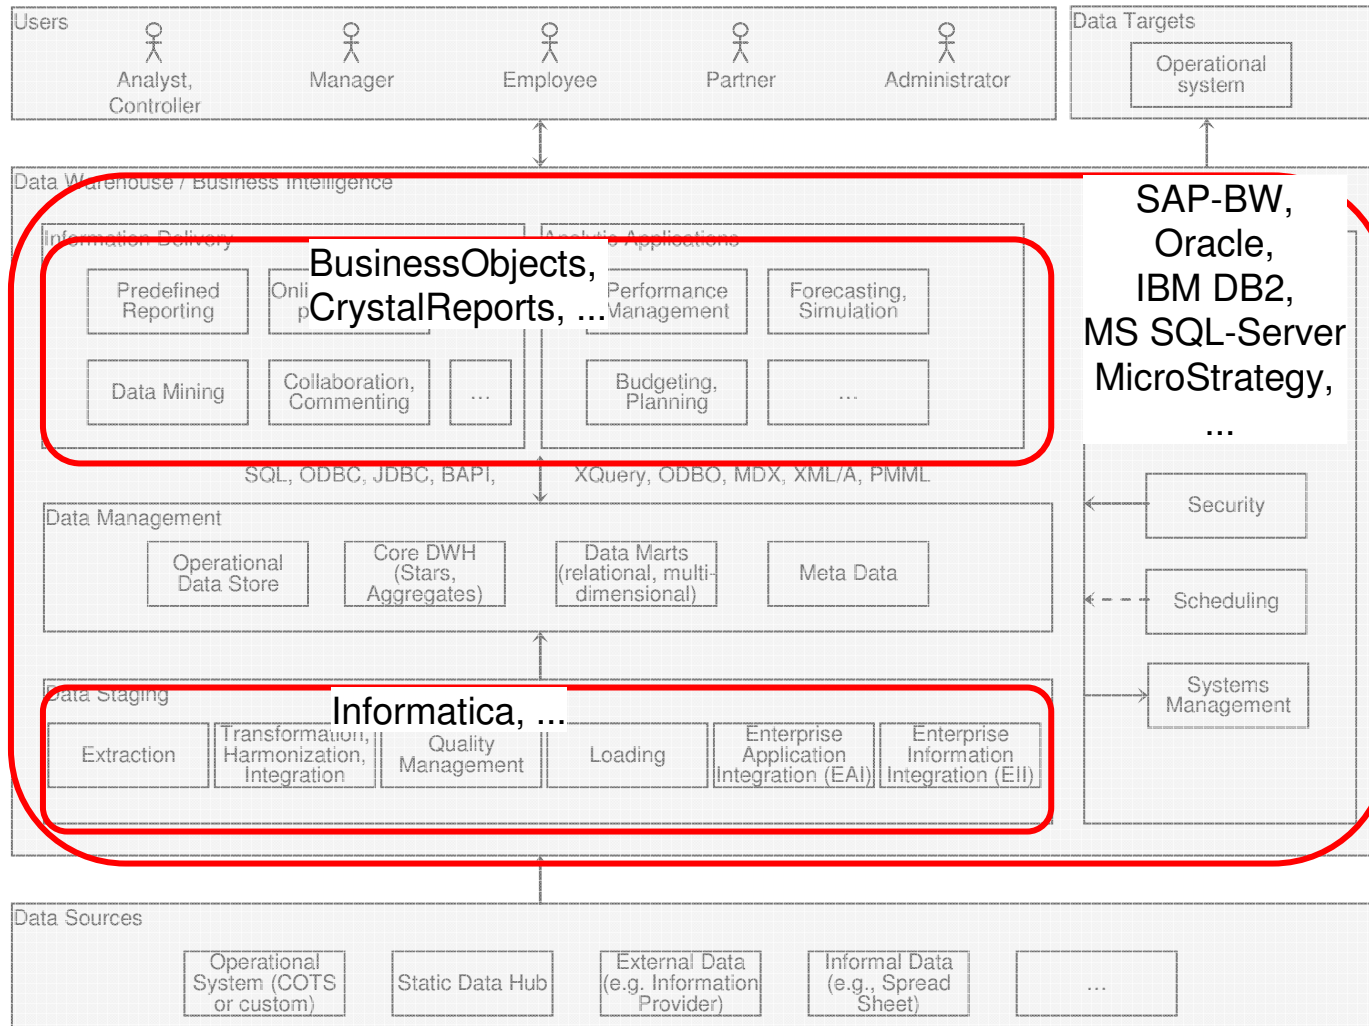 Users
Analyst,
Controller
Manager
Employee
Partner
Administrator
Data Targets
Operational
system
Data Warehouse / Business Intelligence
SAP-BW,
Oracle,
IBM DB2,
MS SQL-Server
MicroStrategy,
...
Information Delivery
Analytic Applications
BusinessObjects,
CrystalReports, ...
Predefined
Reporting
Performance
Management
Forecasting,
Simulation
Data Mining
Collaboration,
Commenting
...
Budgeting,
Planning
...
SQL, ODBC, JDBC, BAPI,
XQuery, ODBO, MDX, XML/A, PMML
Data Management
Operational
Data Store
Core DWH
(Stars,
Aggregates)
Data Marts
(relational, multi-
dimensional)
Meta Data
Security
Scheduling
Systems
Management
Data Staging
Informatica, ...
Extraction
Transformation,
Harmonization,
Integration
Quality
Management
Loading
Enterprise
Application
Integration (EAI)
Enterprise
Information
Integration (EII)
Data Sources
Operational
System (COTS
or custom)
Static Data Hub
External Data
(e.g. Information
Provider)
Informal Data
(e.g., Spread
Sheet)
...